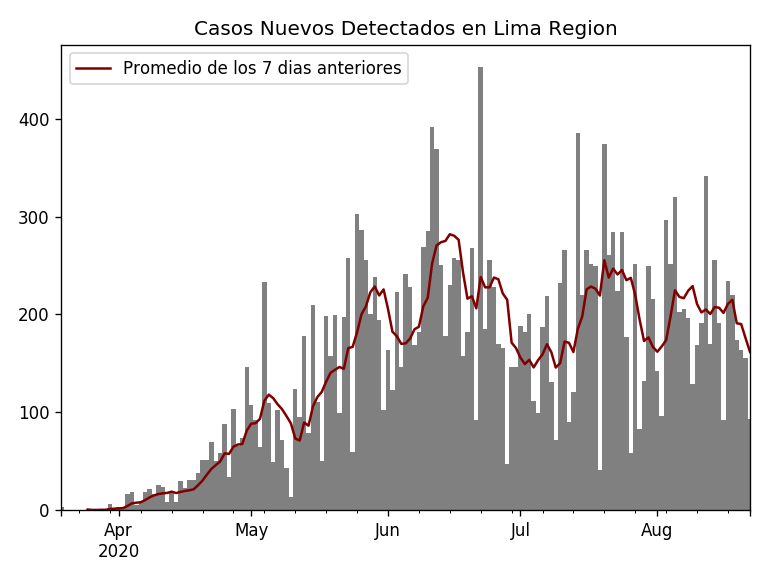 Casos Nuevos Detectados en Lima Region
Promedio de los 7 dias anteriores
400
300
200
100
0
Apr
2020
May
Jun
Jul
Aug